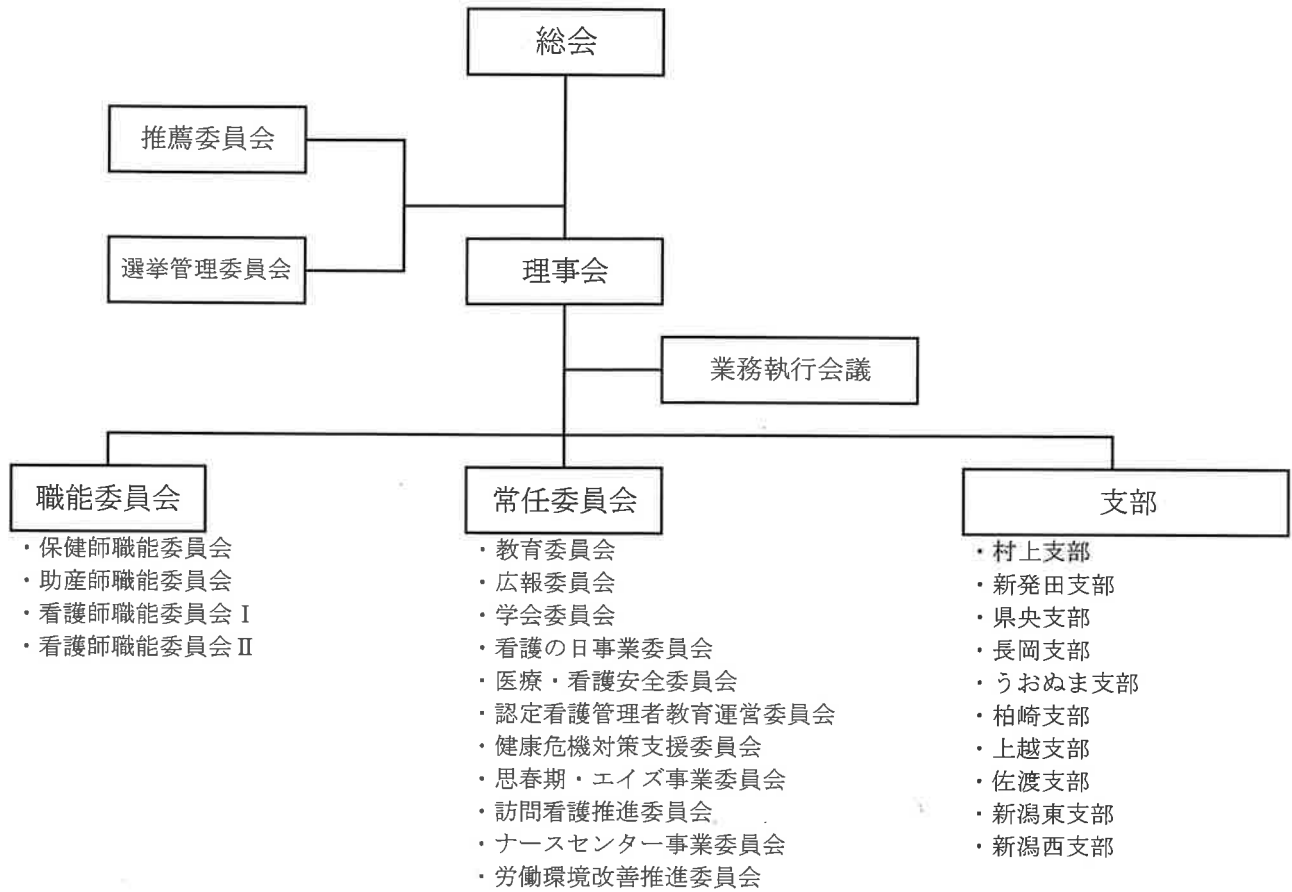 総会
推薦委員会
選挙管理委員会
理事会
業務執行会議
職能委員会
・保健師職能委員会
・助産師職能委員会
・看護師職能委員会Ⅰ
・看護師職能委員会Ⅱ
常任委員会
・教育委員会
・広報委員会
・学会委員会
・看護の日事業委員会
・医療・看護安全委員会
・認定看護管理者教育運営委員会
・健康危機対策支援委員会
・思春期・エイズ事業委員会
・訪問看護推進委員会
・ナースセンター事業委員会
・労働環境改善推進委員会
支部
・村上支部
・新発田支部
・県央支部
・長岡支部
・うおぬま支部
・柏崎支部
・上越支部
・佐渡支部
・新潟東支部
・新潟西支部